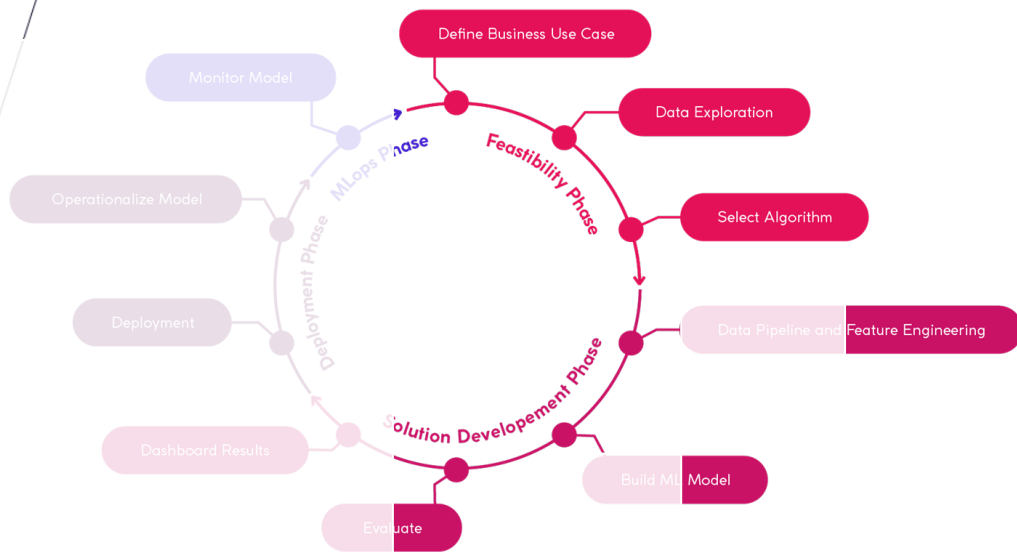 Define Business Use Case
Monitor Model
Data Exploration
MLops Phase
Feastibility Phase
Operationalize Model
Select Algorithm
Deployment Phase
Deployment
Data Pipeline and Feature Engineering
Solution Developement Phase
Dashboard Results
Build ML Model
Evaluate